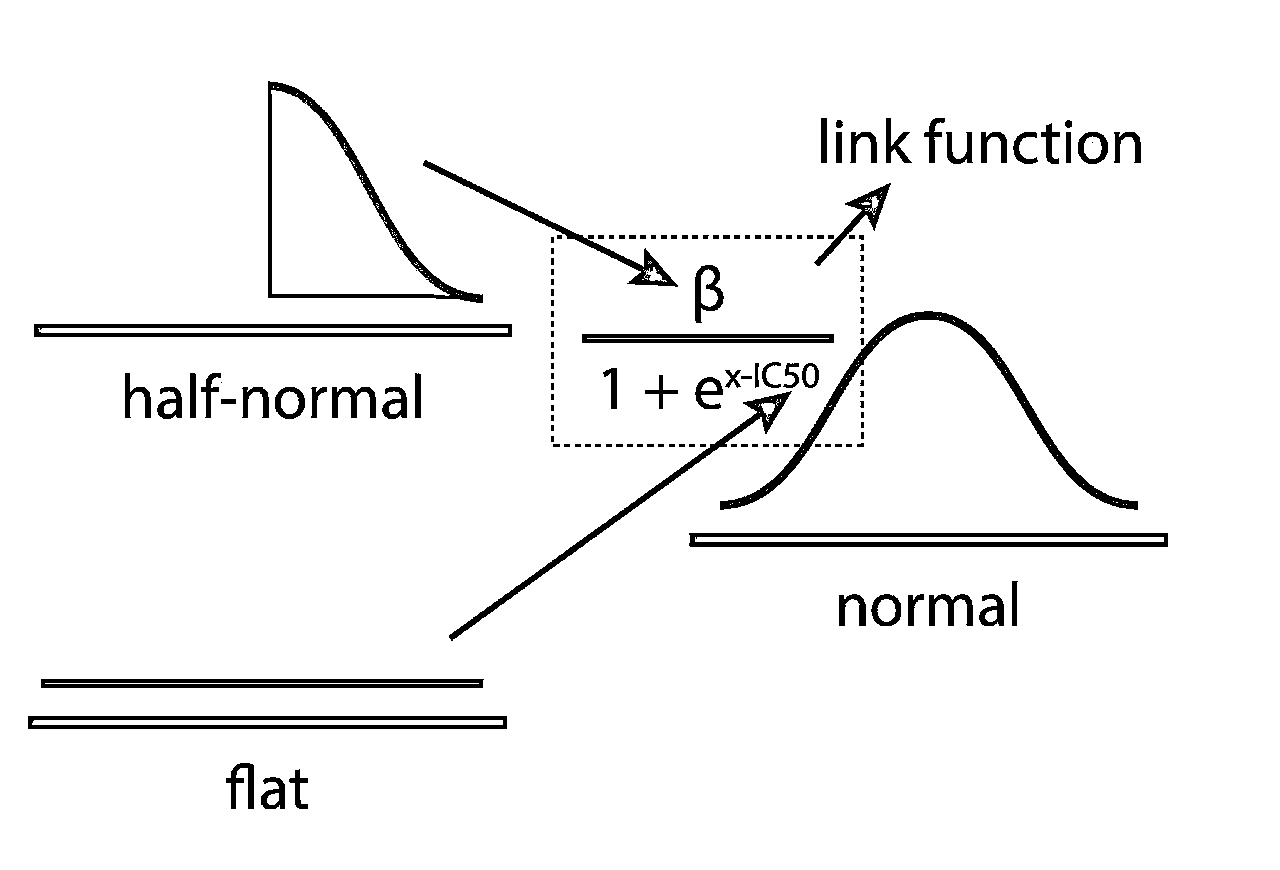 link function
β
1 + e^x-IC50
half-normal
normal
flat